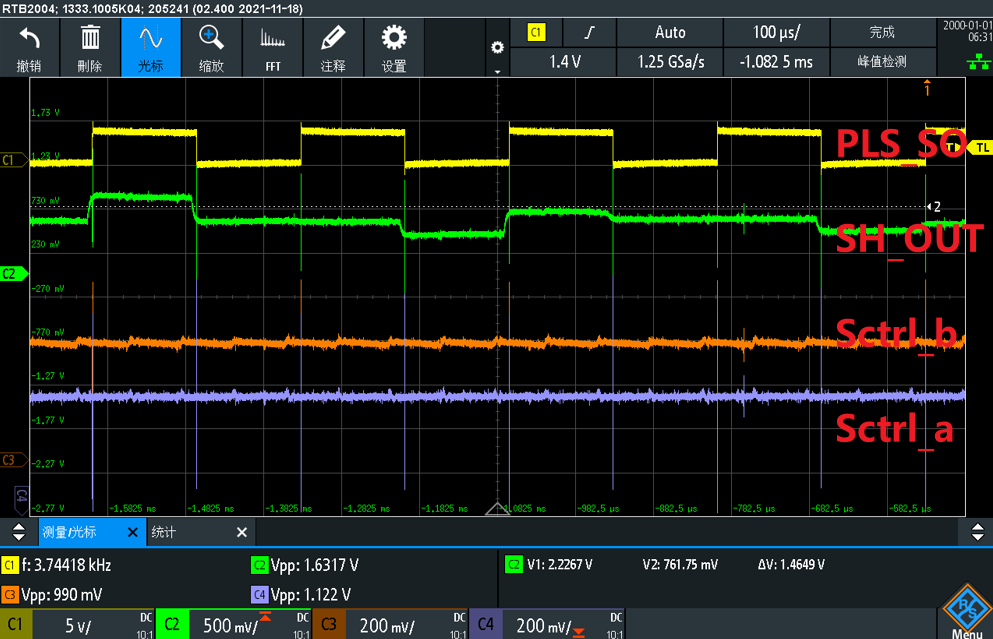 RTB2004; 1333.1005K04; 205241 (02.400 2021-11-18)
撤销
删除
光标
缩放
FFT
注释
设置
C1
Auto
100 µs/
完成
1.4 V
1.25 GSa/s
-1.082 5 ms
峰值检测
2000-01-01
06:31
1
1.73 V
C1
1.23 V
PLS_SO
TL
730 mV
2
230 mV
SH_OUT
C2
-270 mV
-770 mV
Sctrl_b
-1.27 V
-1.77 V
Sctrl_a
C3
-2.27 V
C4
-2.77 V
-1.5825 ms
-1.4825 ms
-1.3825 ms
-1.2825 ms
-1.1825 ms
-1.0825 ms
-982.5 µs
-882.5 µs
-782.5 µs
-682.5 µs
-582.5 µs
测量/光标
统计
C1 f: 3.74418 kHz
C2 Vpp: 1.6317 V
C2 V1: 2.2267 V
V2: 761.75 mV
ΔV: 1.4649 V
C3 Vpp: 990 mV
C4 Vpp: 1.122 V
C1
5 V/
DC
10:1
C2
500 mV/
DC
10:1
C3
200 mV/
DC
10:1
C4
200 mV/
DC
10:1
R&S
Menu